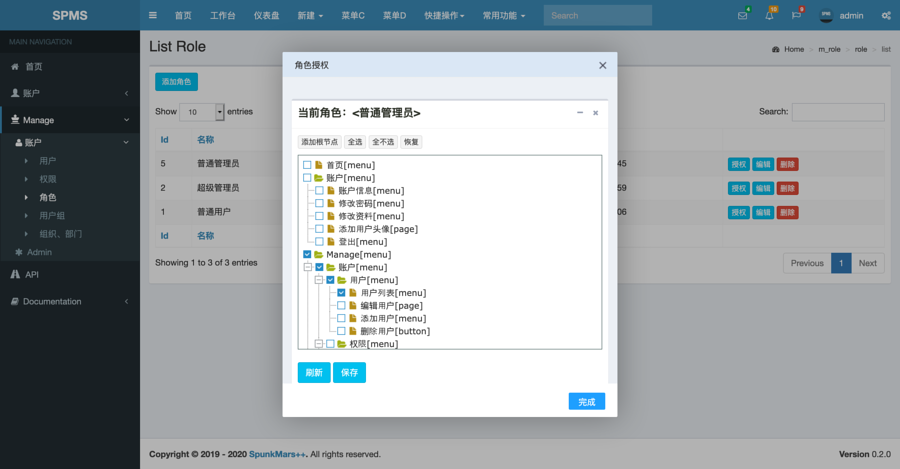 SPMS
首页 工作台 仪表盘 新建 菜单C 菜单D 快捷操作 常用功能 Search 4 10 9 admin
MAIN NAVIGATION
首页
账户
Manage
账户
用户
权限
角色
用户组
组织、部门
Admin
API
Documentation
List Role
Home > m_role > role > list
添加角色
Show 10 entries
Search:
Id 名称
5 普通管理员 45 授权 编辑 删除
2 超级管理员 59 授权 编辑 删除
1 普通用户 06 授权 编辑 删除
Id 名称
Showing 1 to 3 of 3 entries
Previous 1 Next
角色授权
当前角色：<普通管理员>
添加根节点 全选 全不选 恢复
首页[menu]
账户[menu]
账户信息[menu]
修改密码[menu]
修改资料[menu]
添加用户头像[page]
登出[menu]
Manage[menu]
账户[menu]
用户[menu]
用户列表[menu]
编辑用户[page]
添加用户[menu]
删除用户[button]
权限[menu]
刷新 保存
完成
Copyright © 2019 - 2020 SpunkMars++. All rights reserved.
Version 0.2.0